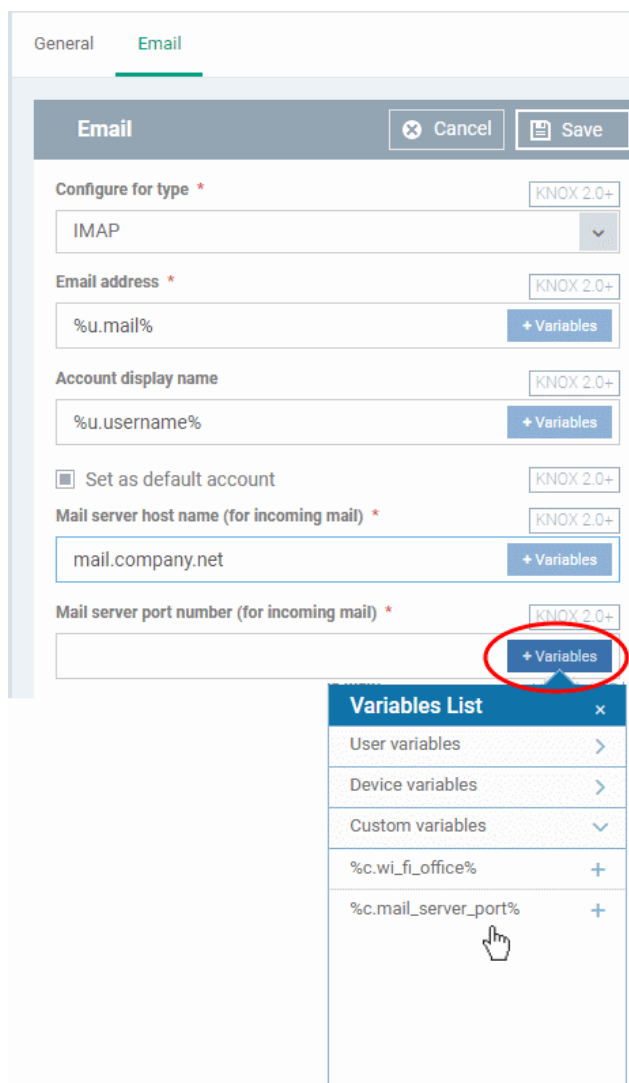 General Email
Email Cancel Save
Configure for type * KNOX 2.0+
IMAP
Email address * KNOX 2.0+
%u.mail% + Variables
Account display name KNOX 2.0+
%u.username% + Variables
Set as default account KNOX 2.0+
Mail server host name (for incoming mail) * KNOX 2.0+
mail.company.net + Variables
Mail server port number (for incoming mail) * KNOX 2.0+
+ Variables
Variables List ×
User variables
Device variables
Custom variables
%c.wi_fi_office% +
%c.mail_server_port% +